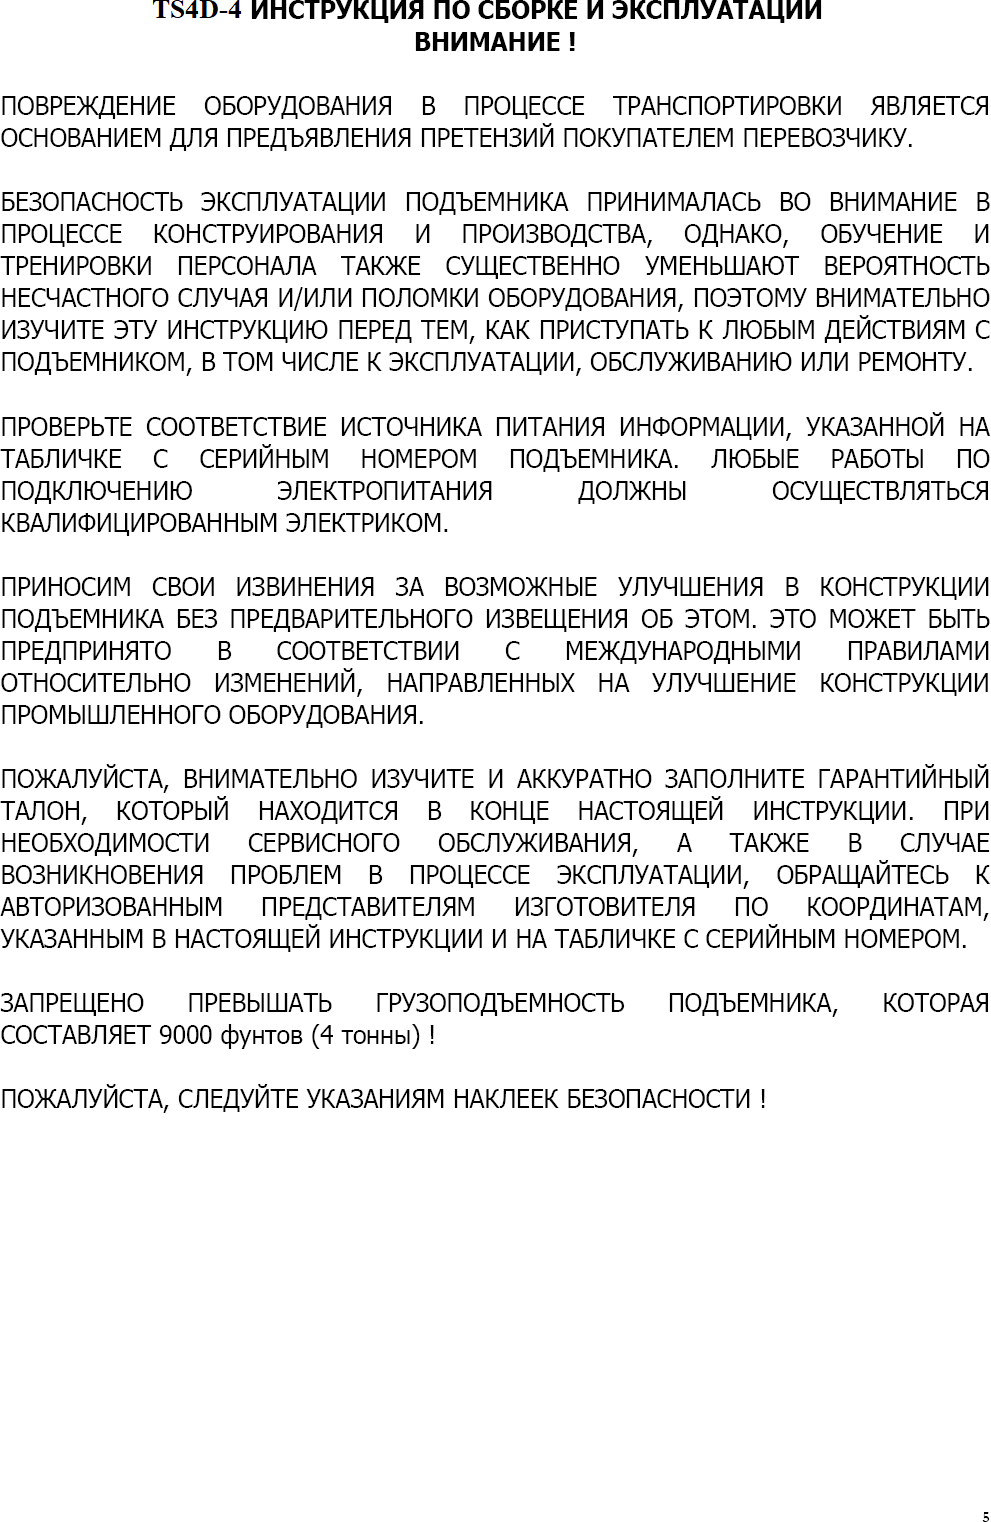 TS4D-4 ИНСТРУКЦИЯ ПО СБОРКЕ И ЭКСПЛУАТАЦИИ
ВНИМАНИЕ !
ПОВРЕЖДЕНИЕ ОБОРУДОВАНИЯ В ПРОЦЕССЕ ТРАНСПОРТИРОВКИ ЯВЛЯЕТСЯ
ОСНОВАНИЕМ ДЛЯ ПРЕДЪЯВЛЕНИЯ ПРЕТЕНЗИЙ ПОКУПАТЕЛЕМ ПЕРЕВОЗЧИКУ.
БЕЗОПАСНОСТЬ ЭКСПЛУАТАЦИИ ПОДЪЕМНИКА ПРИНИМАЛАСЬ ВО ВНИМАНИЕ В
ПРОЦЕССЕ КОНСТРУИРОВАНИЯ И ПРОИЗВОДСТВА, ОДНАКО, ОБУЧЕНИЕ И
ТРЕНИРОВКИ ПЕРСОНАЛА ТАКЖЕ СУЩЕСТВЕННО УМЕНЬШАЮТ ВЕРОЯТНОСТЬ
НЕСЧАСТНОГО СЛУЧАЯ И/ИЛИ ПОЛОМКИ ОБОРУДОВАНИЯ, ПОЭТОМУ ВНИМАТЕЛЬНО
ИЗУЧИТЕ ЭТУ ИНСТРУКЦИЮ ПЕРЕД ТЕМ, КАК ПРИСТУПАТЬ К ЛЮБЫМ ДЕЙСТВИЯМ С
ПОДЪЕМНИКОМ, В ТОМ ЧИСЛЕ К ЭКСПЛУАТАЦИИ, ОБСЛУЖИВАНИЮ ИЛИ РЕМОНТУ.
ПРОВЕРЬТЕ СООТВЕТСТВИЕ ИСТОЧНИКА ПИТАНИЯ ИНФОРМАЦИИ, УКАЗАННОЙ НА
ТАБЛИЧКЕ С СЕРИЙНЫМ НОМЕРОМ ПОДЪЕМНИКА. ЛЮБЫЕ РАБОТЫ ПО
ПОДКЛЮЧЕНИЮ ЭЛЕКТРОПИТАНИЯ ДОЛЖНЫ ОСУЩЕСТВЛЯТЬСЯ
КВАЛИФИЦИРОВАННЫМ ЭЛЕКТРИКОМ.
ПРИНОСИМ СВОИ ИЗВИНЕНИЯ ЗА ВОЗМОЖНЫЕ УЛУЧШЕНИЯ В КОНСТРУКЦИИ
ПОДЪЕМНИКА БЕЗ ПРЕДВАРИТЕЛЬНОГО ИЗВЕЩЕНИЯ ОБ ЭТОМ. ЭТО МОЖЕТ БЫТЬ
ПРЕДПРИНЯТО В СООТВЕТСТВИИ С МЕЖДУНАРОДНЫМИ ПРАВИЛАМИ
ОТНОСИТЕЛЬНО ИЗМЕНЕНИЙ, НАПРАВЛЕННЫХ НА УЛУЧШЕНИЕ КОНСТРУКЦИИ
ПРОМЫШЛЕННОГО ОБОРУДОВАНИЯ.
ПОЖАЛУЙСТА, ВНИМАТЕЛЬНО ИЗУЧИТЕ И АККУРАТНО ЗАПОЛНИТЕ ГАРАНТИЙНЫЙ
ТАЛОН, КОТОРЫЙ НАХОДИТСЯ В КОНЦЕ НАСТОЯЩЕЙ ИНСТРУКЦИИ. ПРИ
НЕОБХОДИМОСТИ СЕРВИСНОГО ОБСЛУЖИВАНИЯ, А ТАКЖЕ В СЛУЧАЕ
ВОЗНИКНОВЕНИЯ ПРОБЛЕМ В ПРОЦЕССЕ ЭКСПЛУАТАЦИИ, ОБРАЩАЙТЕСЬ К
АВТОРИЗОВАННЫМ ПРЕДСТАВИТЕЛЯМ ИЗГОТОВИТЕЛЯ ПО КООРДИНАТАМ,
УКАЗАННЫМ В НАСТОЯЩЕЙ ИНСТРУКЦИИ И НА ТАБЛИЧКЕ С СЕРИЙНЫМ НОМЕРОМ.
ЗАПРЕЩЕНО ПРЕВЫШАТЬ ГРУЗОПОДЪЕМНОСТЬ ПОДЪЕМНИКА, КОТОРАЯ
СОСТАВЛЯЕТ 9000 фунтов (4 тонны) !
ПОЖАЛУЙСТА, СЛЕДУЙТЕ УКАЗАНИЯМ НАКЛЕЕК БЕЗОПАСНОСТИ !
5